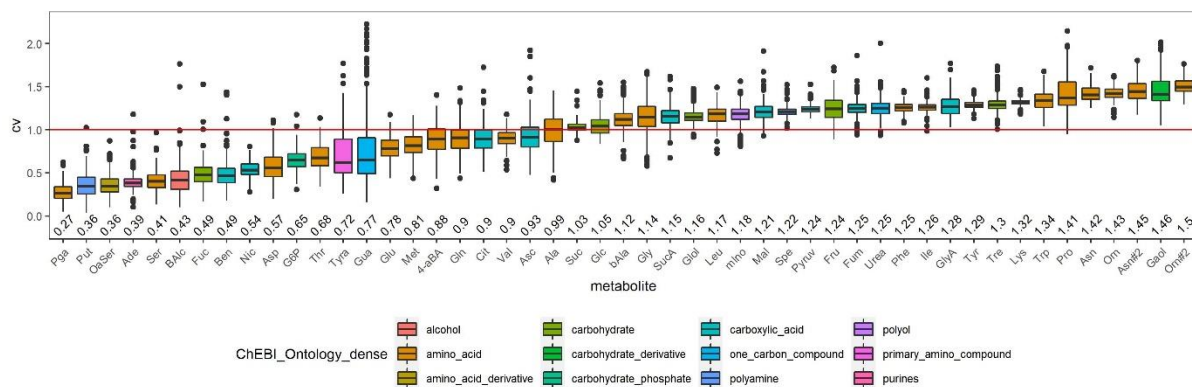 2.0
1.5
cv
1.0
0.5
0.0
0.27 0.36 0.36 0.39 0.41 0.43 0.49 0.49 0.54 0.57 0.65 0.68 0.72 0.77 0.78 0.81 0.88 0.9 0.9 0.9 0.93 0.99 1.03 1.05 1.12 1.14 1.15 1.16 1.17 1.18 1.21 1.22 1.24 1.24 1.25 1.25 1.25 1.26 1.28 1.29 1.3 1.32 1.34 1.41 1.42 1.43 1.45 1.46 1.5
Pga Put OaSer Ade Ser BAlc Fuc Ben Nic Asp G6P Thr Tyra Gua Glu Met 4-aBA Gln Cit Val Asc Ala Suc Glc bAla Gly SucA Glol Leu mIno Mal Spe Pyruv Fru Fum Urea Phe Ile GlyA Tyr Tre Lys Trp Pro Asn Orn Asn#2 Gaol Orn#2
metabolite
ChEBI_Ontology_dense
alcohol carbohydrate carboxylic_acid polyol
amino_acid carbohydrate_derivative one_carbon_compound primary_amino_compound
amino_acid_derivative carbohydrate_phosphate polyamine purines